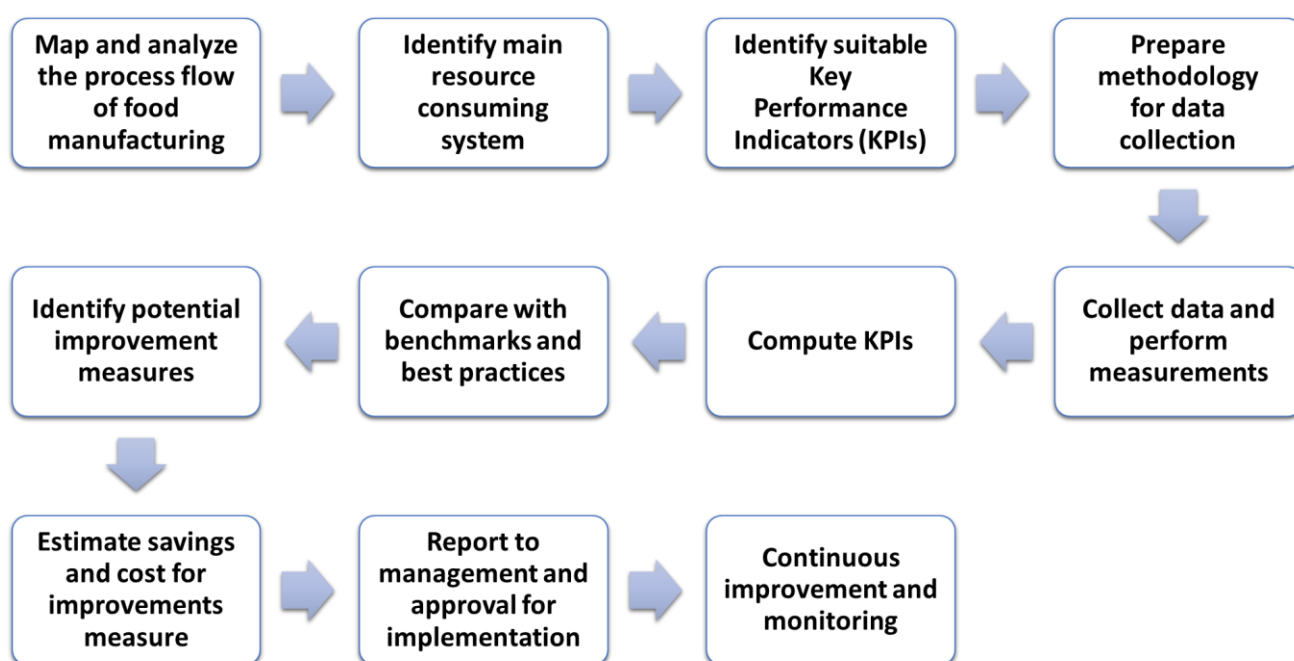 Map and analyze
the process flow
of food
manufacturing
Identify main
resource
consuming
system
Identify suitable
Key
Performance
Indicators (KPIs)
Prepare
methodology
for data
collection
Collect data and
perform
measurements
Compute KPIs
Compare with
benchmarks and
best practices
Identify potential
improvement
measures
Estimate savings
and cost for
improvements
measure
Report to
management and
approval for
implementation
Continuous
improvement and
monitoring